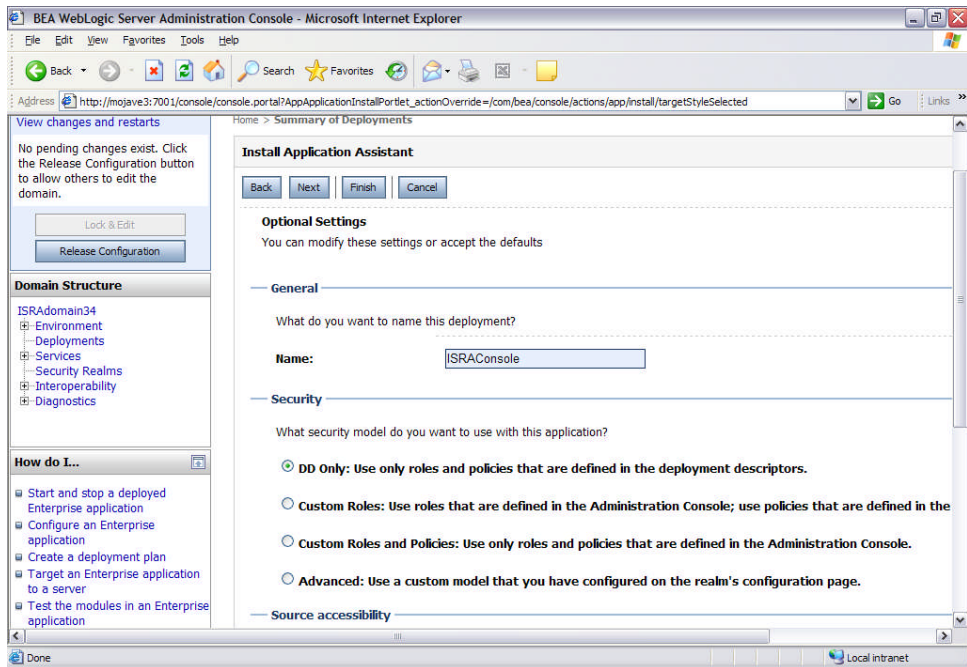 BEA WebLogic Server Administration Console - Microsoft Internet Explorer
File Edit View Favorites Tools Help
Back Search Favorites
Address http://mojave3:7001/console/console.portal?AppApplicationInstallPortlet_actionOverride=/com/bea/console/actions/app/install/targetStyleSelected Go Links »
View changes and restarts
No pending changes exist. Click
the Release Configuration button
to allow others to edit the
domain.
Lock & Edit
Release Configuration
Domain Structure
ISRAdomain34
Environment
Deployments
Services
Security Realms
Interoperability
Diagnostics
How do I...
Start and stop a deployed
Enterprise application
Configure an Enterprise
application
Create a deployment plan
Target an Enterprise application
to a server
Test the modules in an Enterprise
application
Home > Summary of Deployments
Install Application Assistant
Back Next Finish Cancel
Optional Settings
You can modify these settings or accept the defaults
General
What do you want to name this deployment?
Name: ISRAConsole
Security
What security model do you want to use with this application?
DD Only: Use only roles and policies that are defined in the deployment descriptors.
Custom Roles: Use roles that are defined in the Administration Console; use policies that are defined in the
Custom Roles and Policies: Use only roles and policies that are defined in the Administration Console.
Advanced: Use a custom model that you have configured on the realm's configuration page.
Source accessibility
Done Local intranet